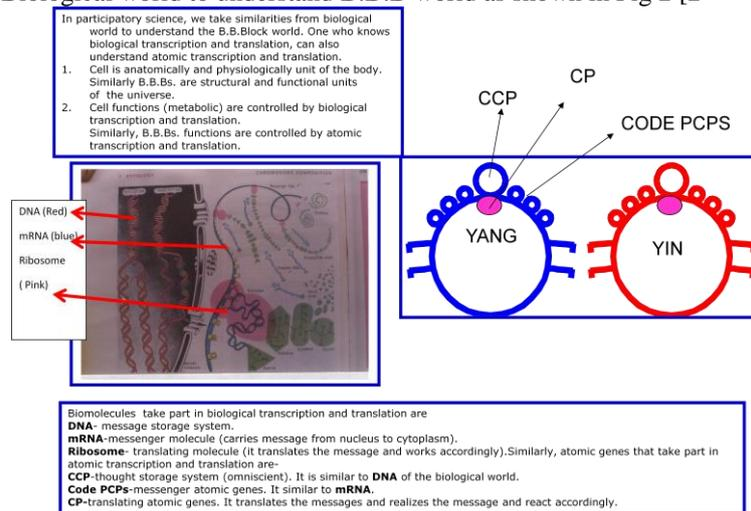 In participatory science, we take similarities from biological
world to understand the B.B.Block world. One who knows
biological transcription and translation, can also
understand atomic transcription and translation.
1. Cell is anatomically and physiologically unit of the body.
Similarly B.B.Bs. are structural and functional units
of the universe.
2. Cell functions (metabolic) are controlled by biological
transcription and translation.
Similarly, B.B.Bs. functions are controlled by atomic
transcription and translation.
CP
CCP
CODE PCPS
DNA (Red)
mRNA (blue)
Ribosome
( Pink)
YANG
YIN
Biomolecules take part in biological transcription and translation are
DNA- message storage system.
mRNA-messenger molecule (carries message from nucleus to cytoplasm).
Ribosome- translating molecule (it translates the message and works accordingly).Similarly, atomic genes that take part in
atomic transcription and translation are-
CCP-thought storage system (omniscient). It is similar to DNA of the biological world.
Code PCPs-messenger atomic genes. It similar to mRNA.
CP-translating atomic genes. It translates the messages and realizes the message and react accordingly.